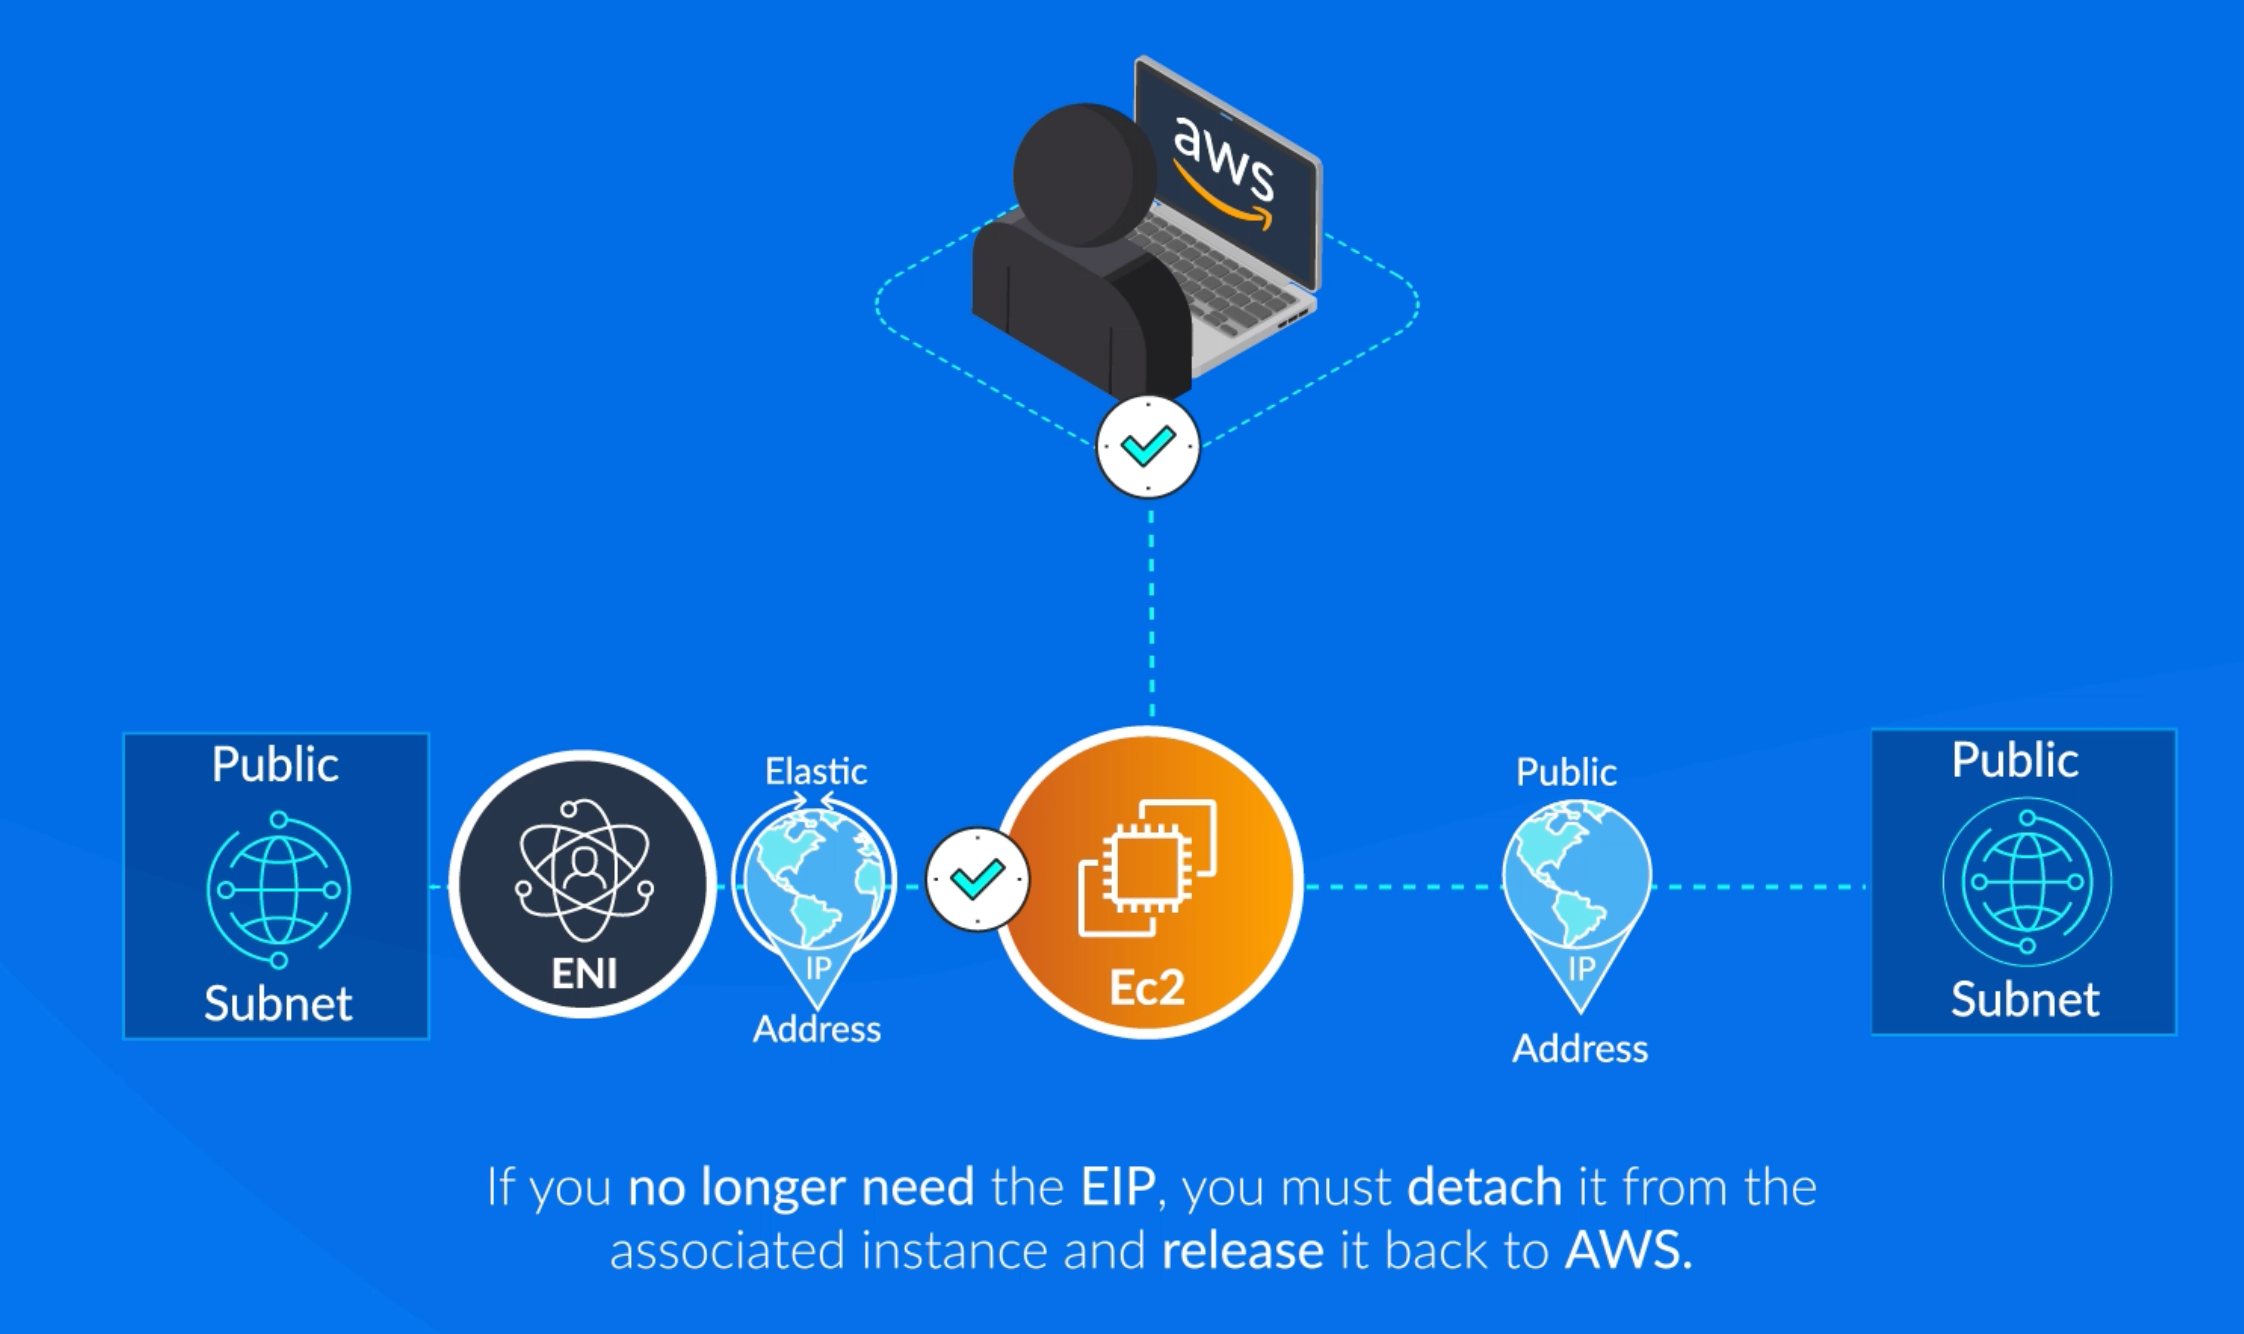 aws
Public
Subnet
ENI
Elastic
IP
Address
Ec2
Public
IP
Address
Public
Subnet
If you no longer need the EIP, you must detach it from the
associated instance and release it back to AWS.